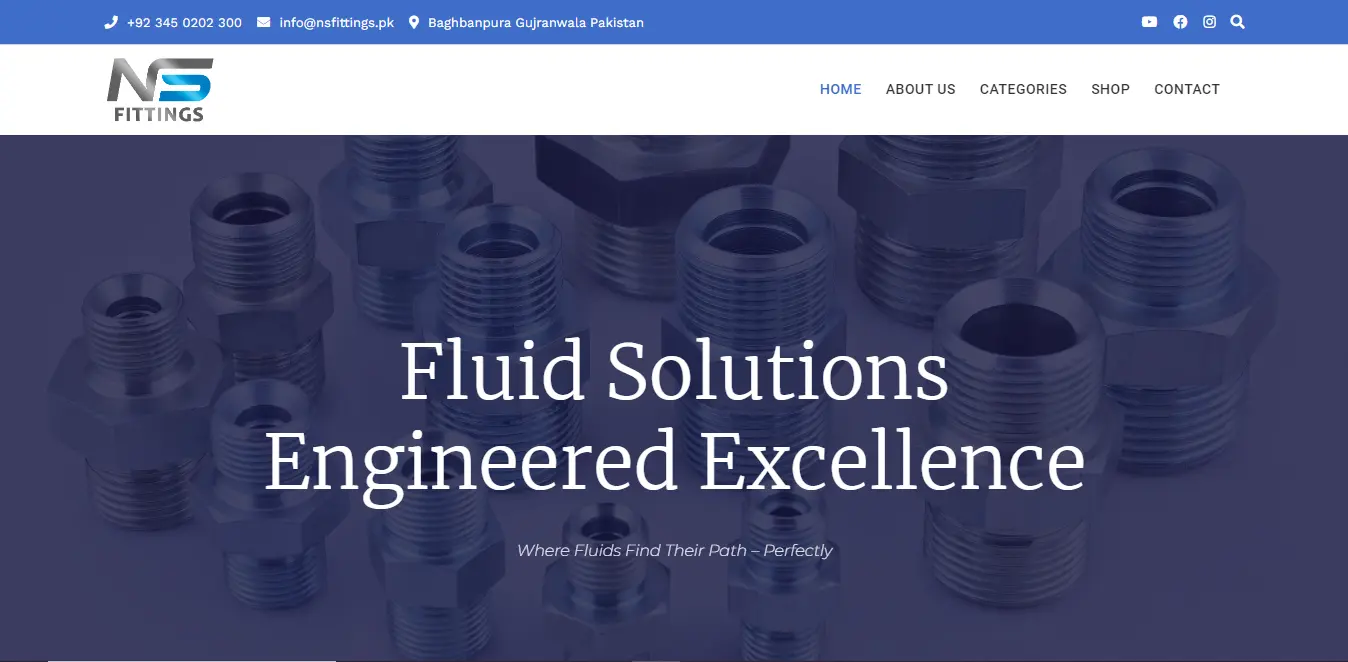 +92 345 0202 300 info@nsfittings.pk Baghbanpura Gujranwala Pakistan
NS
FITTINGS
HOME ABOUT US CATEGORIES SHOP CONTACT
Fluid Solutions
Engineered Excellence
Where Fluids Find Their Path – Perfectly